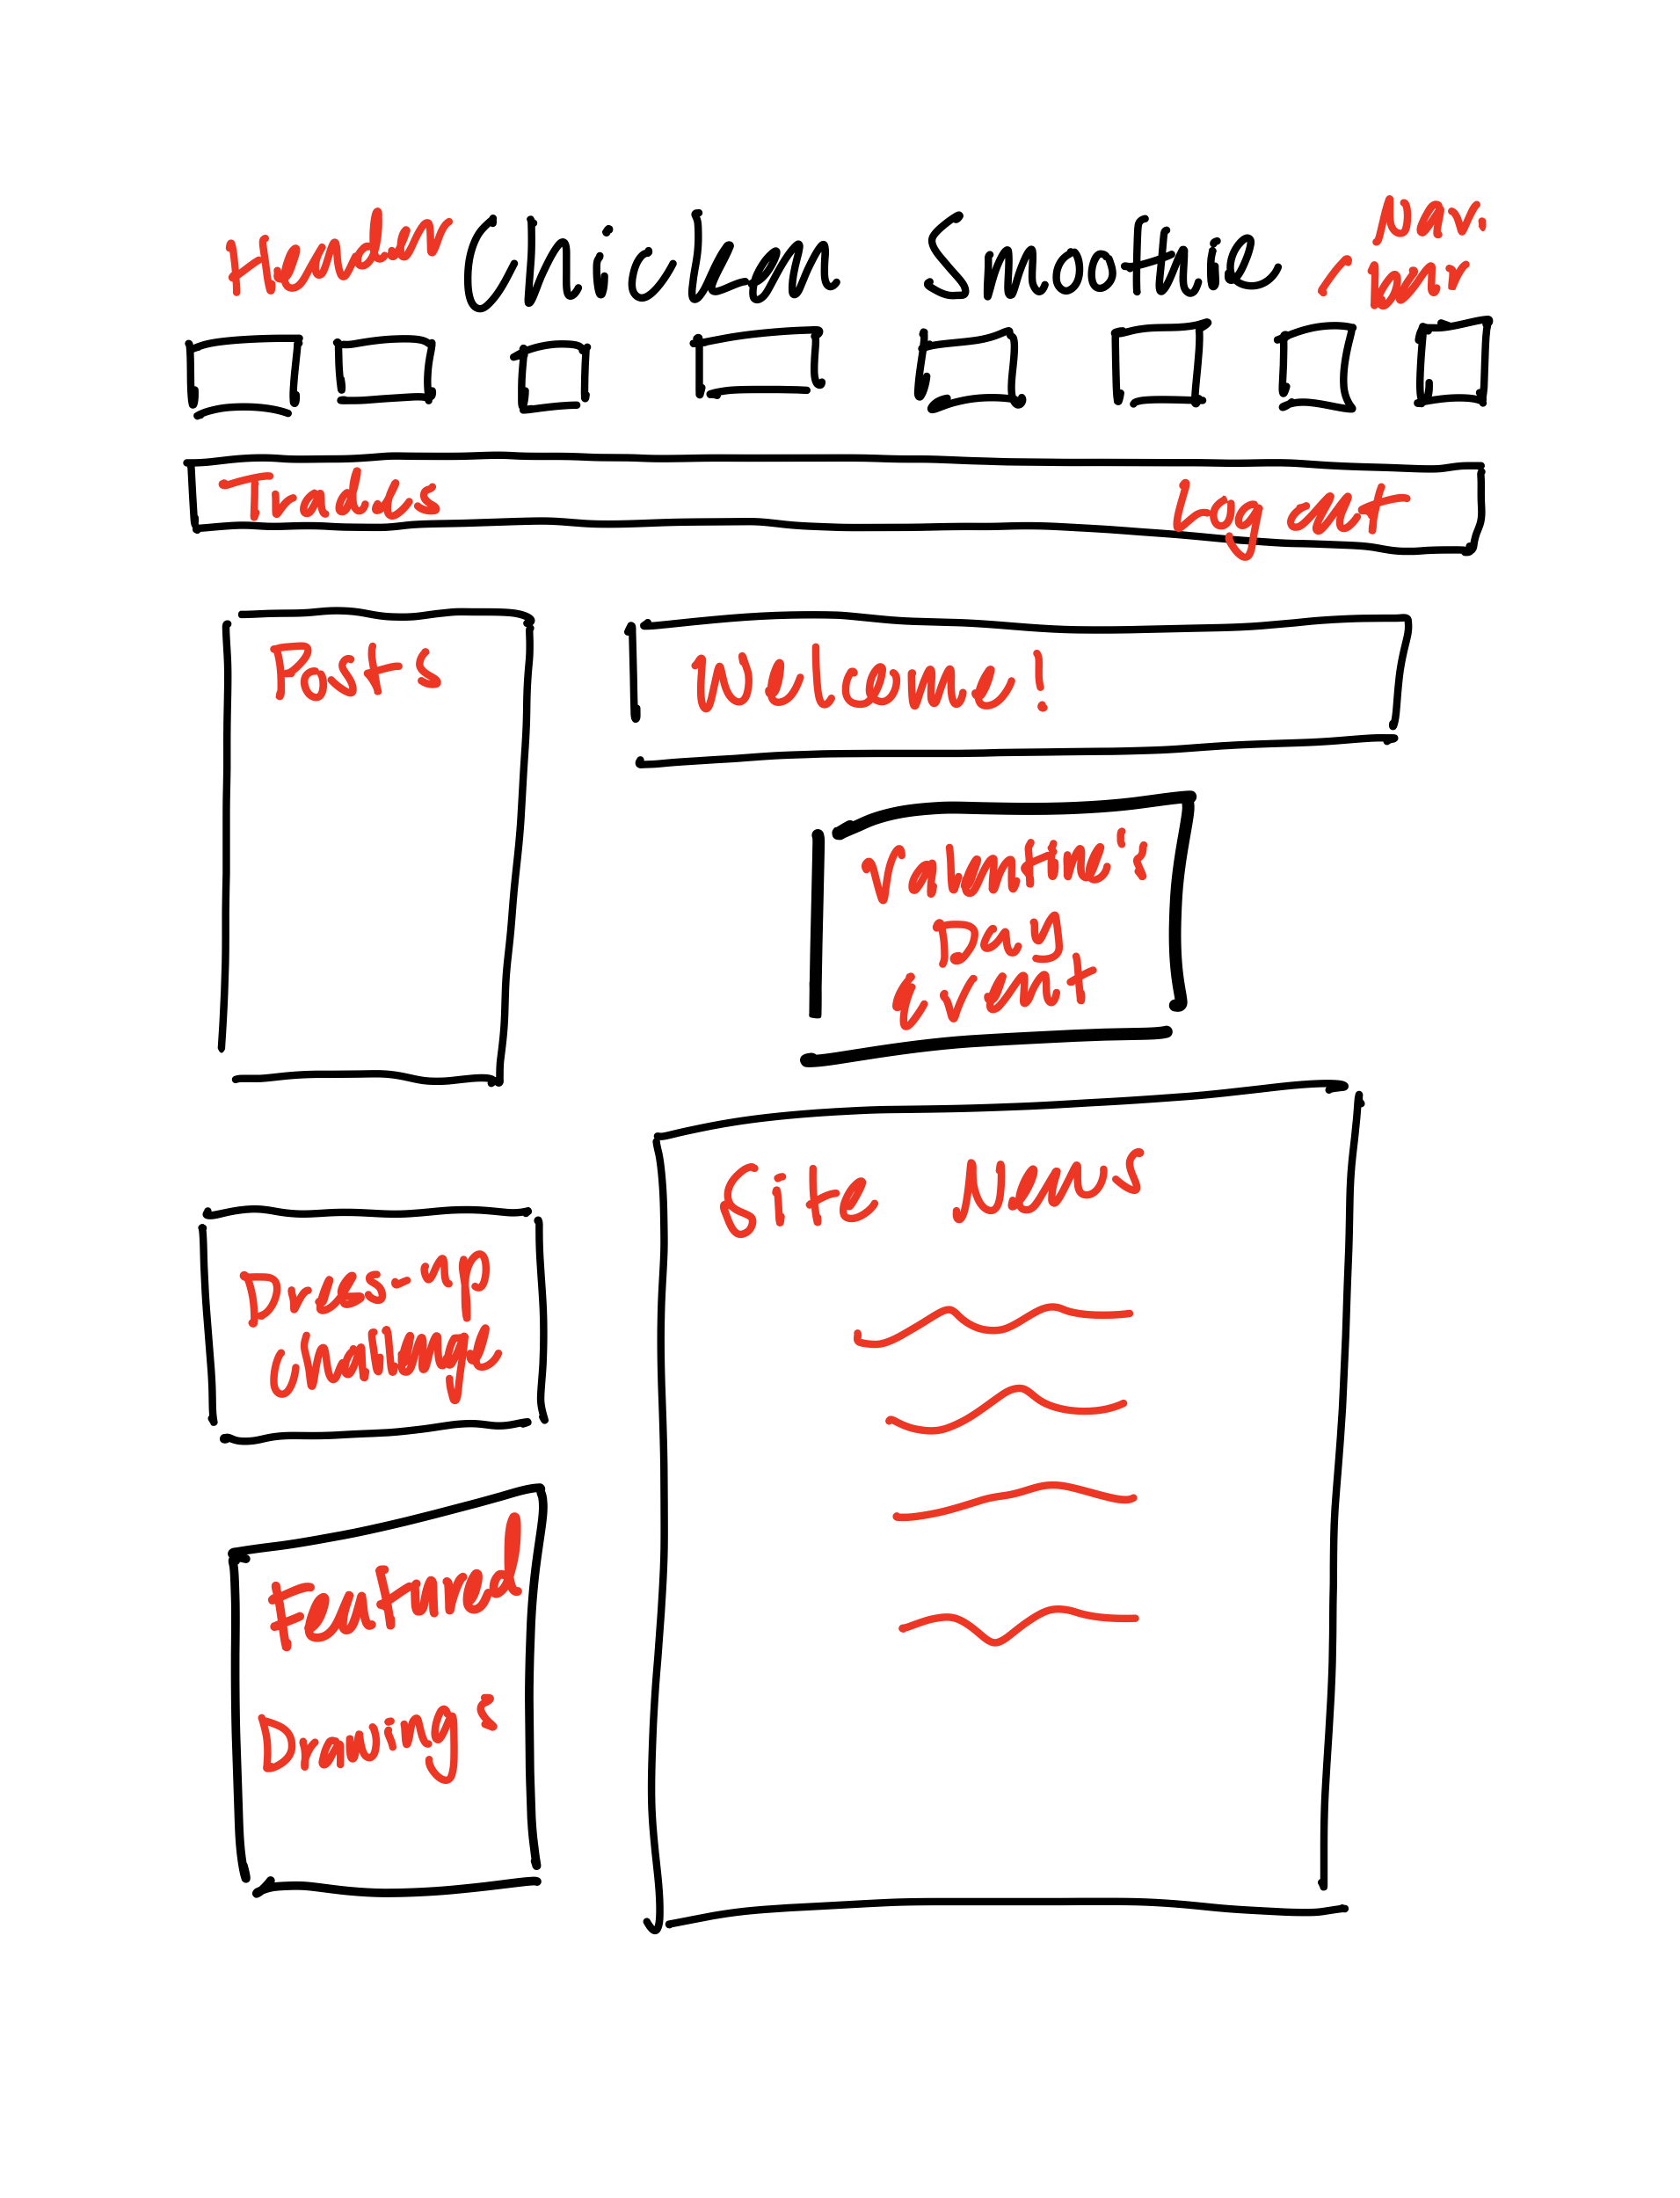 Header Chicken Smoothie Nav.
bar
Trades Log out
Posts
Welcome!
Valentine's
Day
Event
Site News
Dress-up
challenge
Featured
Drawings